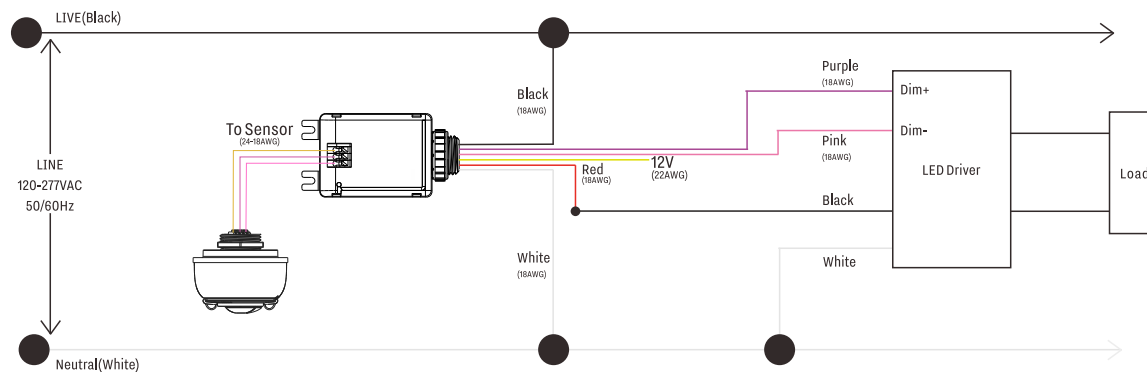 LIVE(Black)
Purple
(18AWG)
Dim+
Black
(18AWG)
To Sensor
(24-18AWG)
Dim-
Pink
(18AWG)
LINE
120-277VAC
50/60Hz
12V
(22AWG)
Red
(18AWG)
LED Driver
Load
Black
White
(18AWG)
White
Neutral(White)